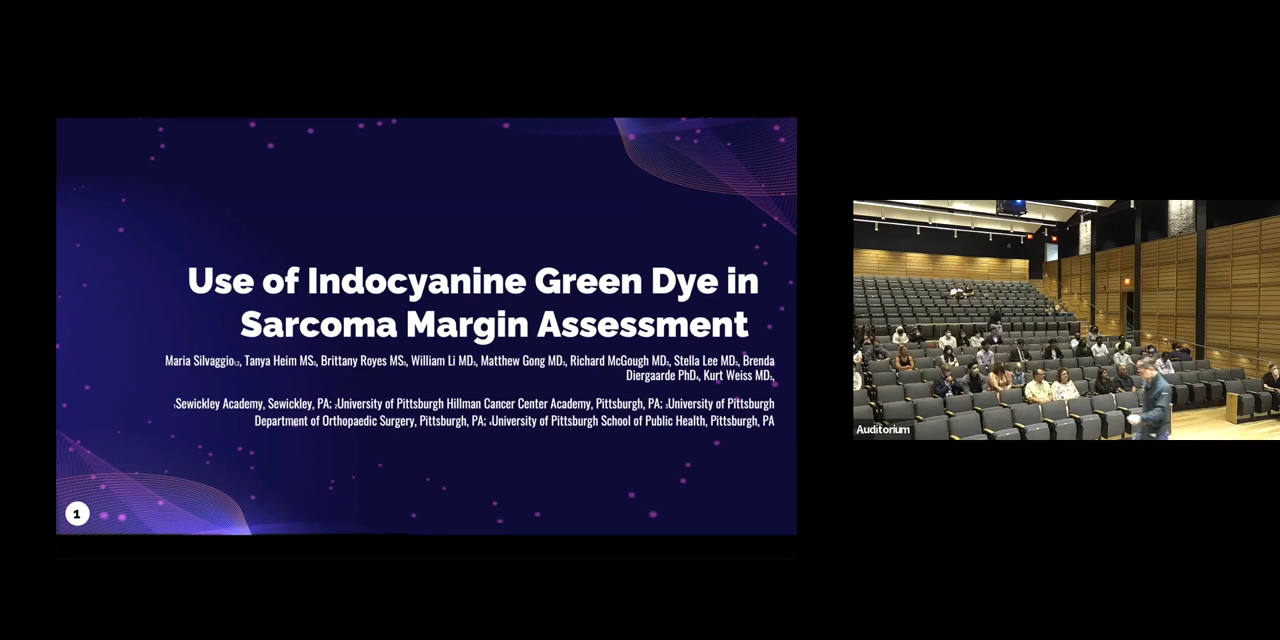 Use of Indocyanine Green Dye in
Sarcoma Margin Assessment
Maria Silvaggio, Tanya Heim MS, Brittany Royes MS, William Li MD, Matthew Gong MD, Richard McGough MD, Stella Lee MD, Brenda
Diergaarde PhD, Kurt Weiss MD,
Sewickley Academy, Sewickley, PA; University of Pittsburgh Hillman Cancer Center Academy, Pittsburgh, PA; University of Pittsburgh
Department of Orthopaedic Surgery, Pittsburgh, PA; University of Pittsburgh School of Public Health, Pittsburgh, PA
1
Auditorium